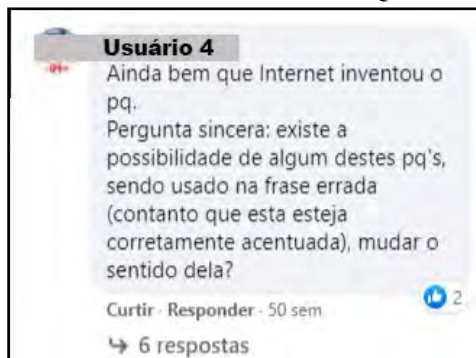 Usuário 4
Ainda bem que Internet inventou o
pq.
Pergunta sincera: existe a
possibilidade de algum destes pq's,
sendo usado na frase errada
(contanto que esta esteja
corretamente acentuada), mudar o
sentido dela?
2
Curtir · Responder · 50 sem
6 respostas